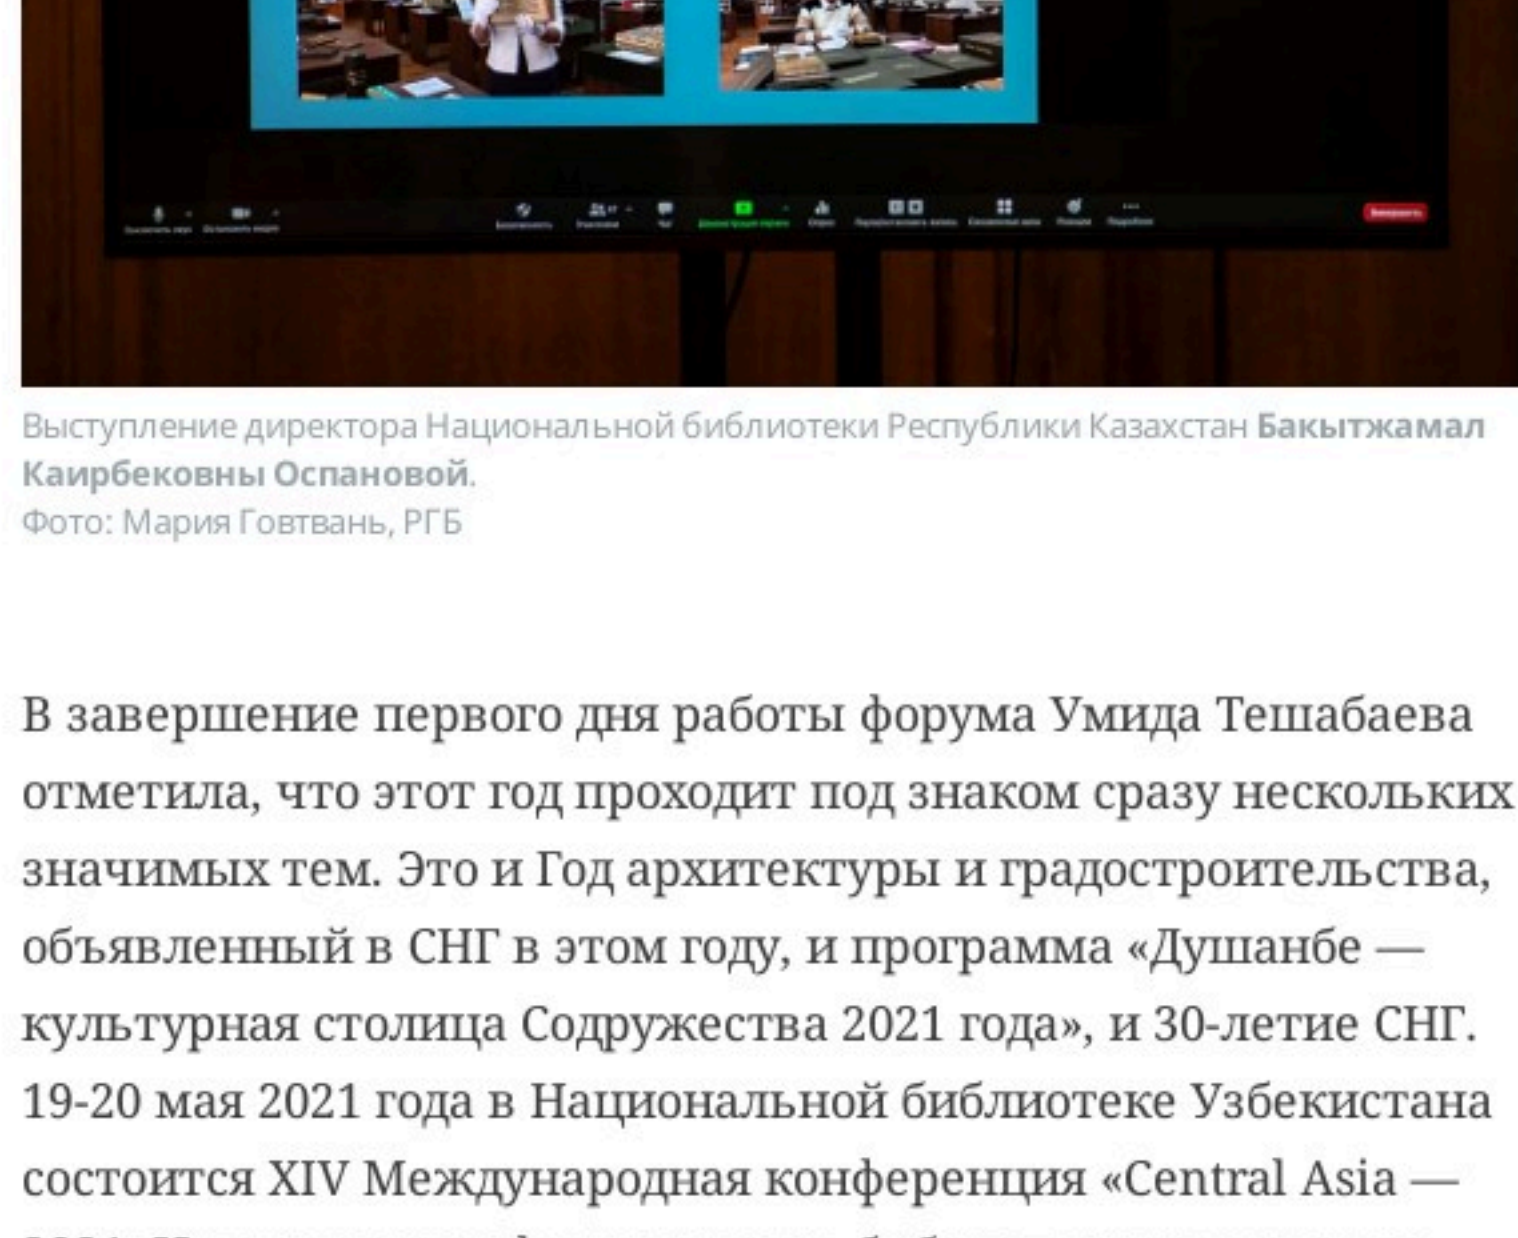 Выступление директора Национальной библиотеки Республики Казахстан Бакытжамал
Каирбековны Оспановой.
Фото: Мария Говтвань, РГБ
В завершение первого дня работы форума Умида Тешабаева
отметила, что этот год проходит под знаком сразу нескольких
значимых тем. Это и Год архитектуры и градостроительства,
объявленный в СНГ в этом году, и программа «Душанбе —
культурная столица Содружества 2021 года», и 30-летие СНГ.
19-20 мая 2021 года в Национальной библиотеке Узбекистана
состоится XIV Международная конференция «Central Asia —